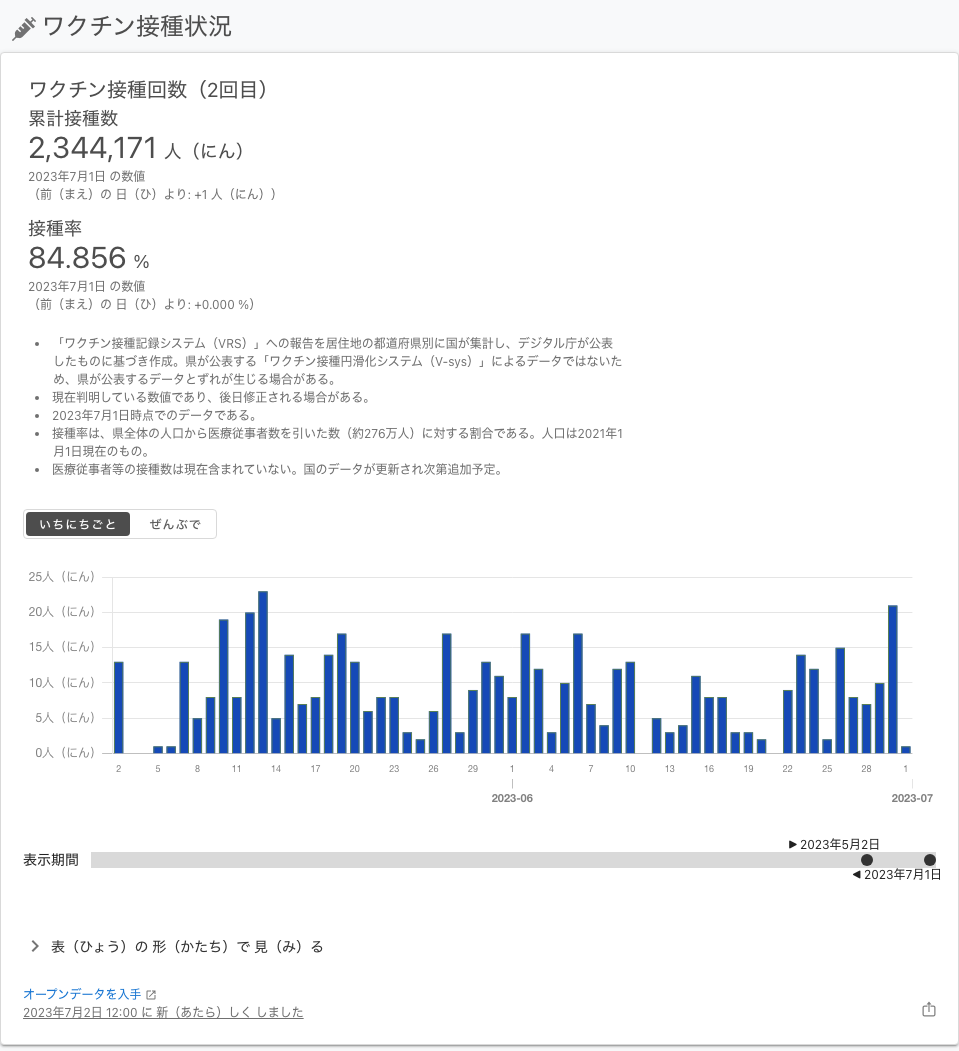 ワクチン接種状況
ワクチン接種回数（2回目）
累計接種数
2,344,171 人（にん）
2023年7月1日 の数値
（前（まえ）の 日（ひ）より: +1 人（にん））
接種率
84.856 %
2023年7月1日 の数値
（前（まえ）の 日（ひ）より: +0.000 %）
• 「ワクチン接種記録システム（VRS）」への報告を居住地の都道府県別に国が集計し、デジタル庁が公表
したものに基づき作成。県が公表する「ワクチン接種円滑化システム（V-sys）」によるデータではないた
め、県が公表するデータとずれが生じる場合がある。
• 現在判明している数値であり、後日修正される場合がある。
• 2023年7月1日時点でのデータである。
• 接種率は、県全体の人口から医療従事者数を引いた数（約276万人）に対する割合である。人口は2021年1
月1日現在のもの。
• 医療従事者等の接種数は現在含まれていない。国のデータが更新され次第追加予定。
いちにちごと ぜんぶで
25人（にん）
20人（にん）
15人（にん）
10人（にん）
5人（にん）
0人（にん）
2 5 8 11 14 17 20 23 26 29 1 4 7 10 13 16 19 22 25 28 1
2023-06 2023-07
▶ 2023年5月2日
表示期間
◀ 2023年7月1日
表（ひょう）の 形（かたち）で 見（み）る
オープンデータを入手
2023年7月2日 12:00 に 新（あたら）しく しました